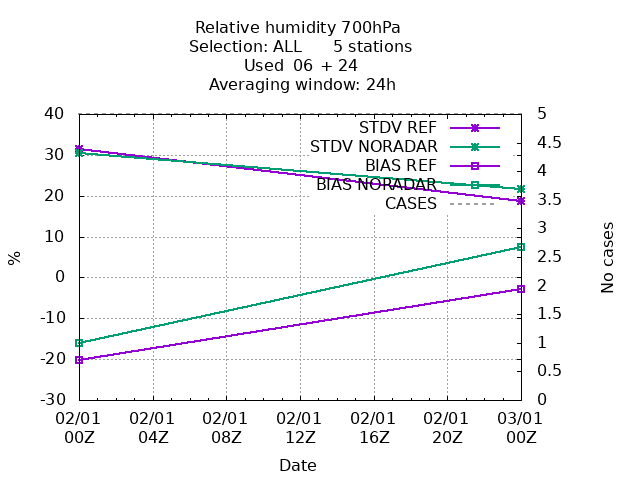 Relative humidity 700hPa
Selection: ALL 5 stations
Used 06 + 24
Averaging window: 24h
40 5
STDV REF
4.5
STDV NORADAR
30
BIAS REF
4
BIAS NORADAR
20 3.5
CASES
3
10
2.5
%
No cases
0
2
-10 1.5
-20 1
0.5
-30 0
02/01 02/01 02/01 02/01 02/01 02/01 03/01
00Z 04Z 08Z 12Z 16Z 20Z 00Z
Date